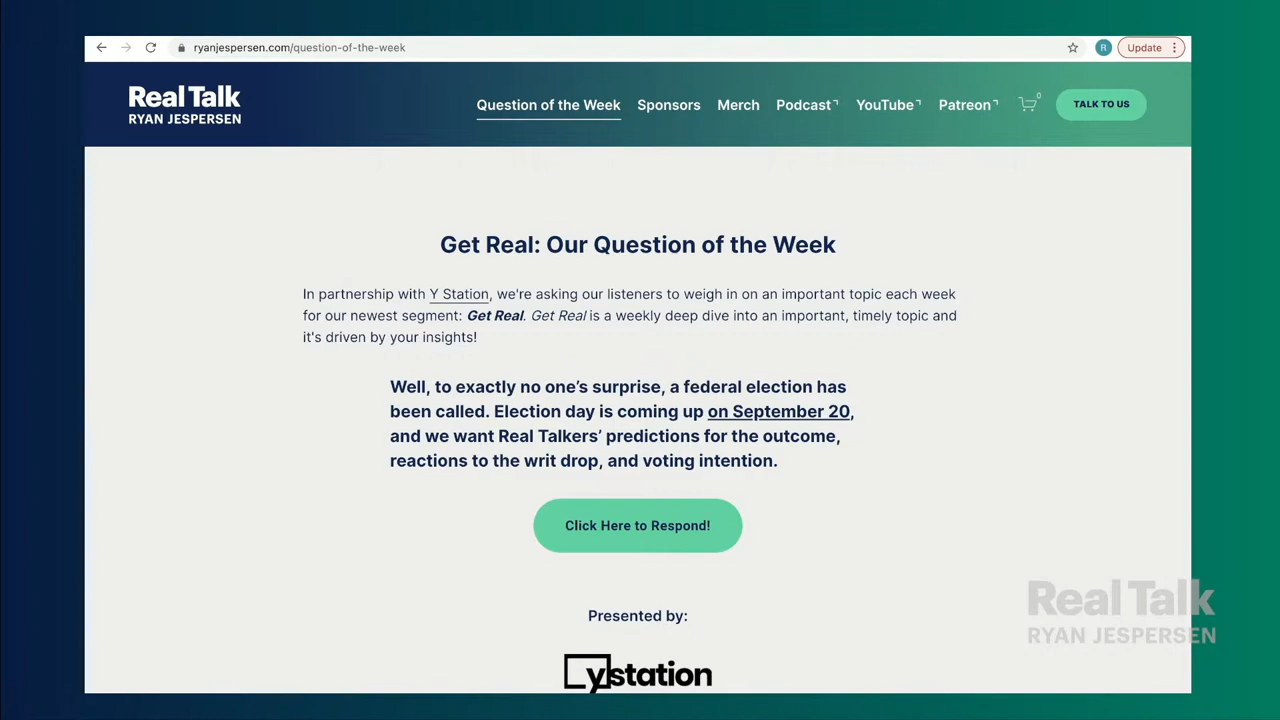 ryanjespersen.com/question-of-the-week
R
Update
Real Talk
RYAN JESPERSEN
Question of the Week
Sponsors
Merch
Podcast
YouTube
Patreon
0
TALK TO US
Get Real: Our Question of the Week
In partnership with Y Station, we're asking our listeners to weigh in on an important topic each week
for our newest segment: Get Real. Get Real is a weekly deep dive into an important, timely topic and
it's driven by your insights!
Well, to exactly no one’s surprise, a federal election has
been called. Election day is coming up on September 20,
and we want Real Talkers’ predictions for the outcome,
reactions to the writ drop, and voting intention.
Click Here to Respond!
Real Talk
RYAN JESPERSEN
Presented by:
ystation